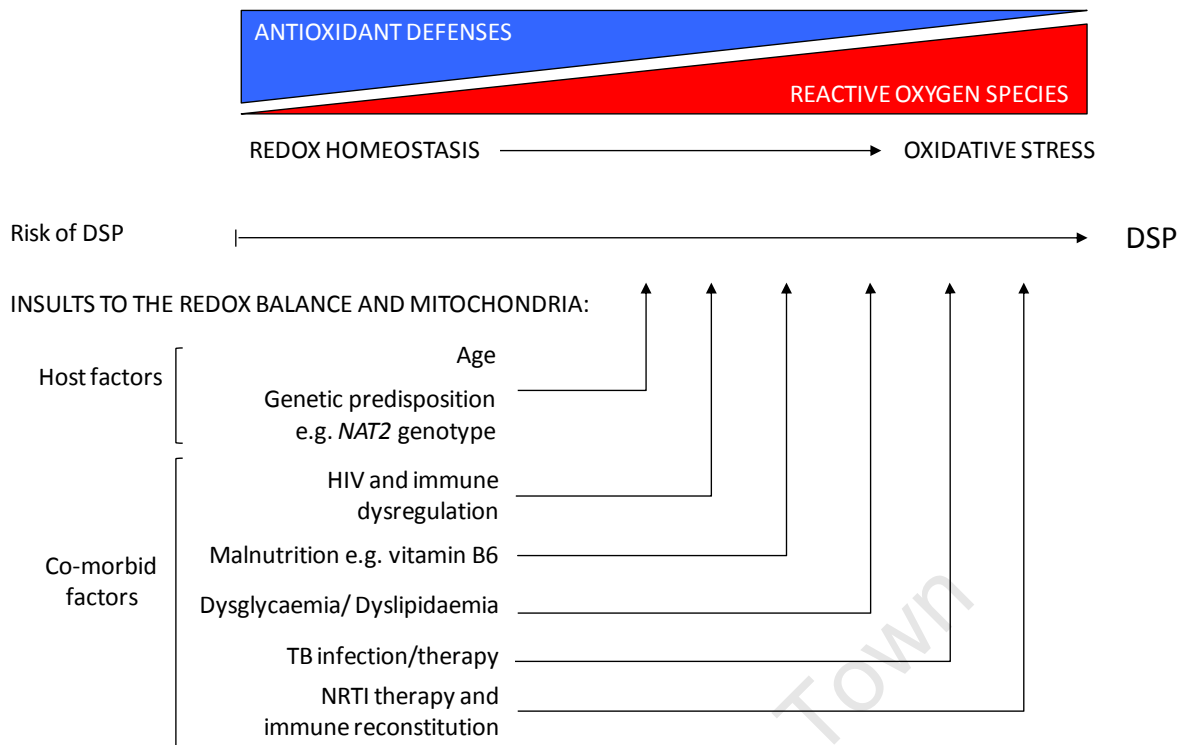 ANTIOXIDANT DEFENSES
REACTIVE OXYGEN SPECIES
REDOX HOMEOSTASIS
OXIDATIVE STRESS
Risk of DSP
DSP
INSULTS TO THE REDOX BALANCE AND MITOCHONDRIA:
Host factors
Age
Genetic predisposition
e.g. NAT2 genotype
Co-morbid
factors
HIV and immune
dysregulation
Malnutrition e.g. vitamin B6
Dysglycaemia/ Dyslipidaemia
TB infection/therapy
NRTI therapy and
immune reconstitution
Town